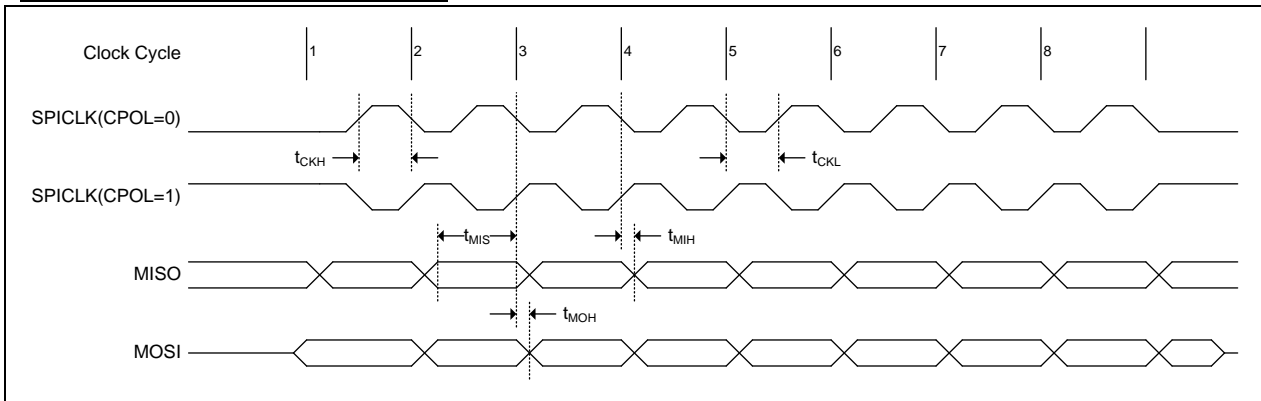 Clock Cycle 1 2 3 4 5 6 7 8
SPICLK(CPOL=0)
tCKH tCKL
SPICLK(CPOL=1)
tMIS tMIH
MISO
tMOH
MOSI